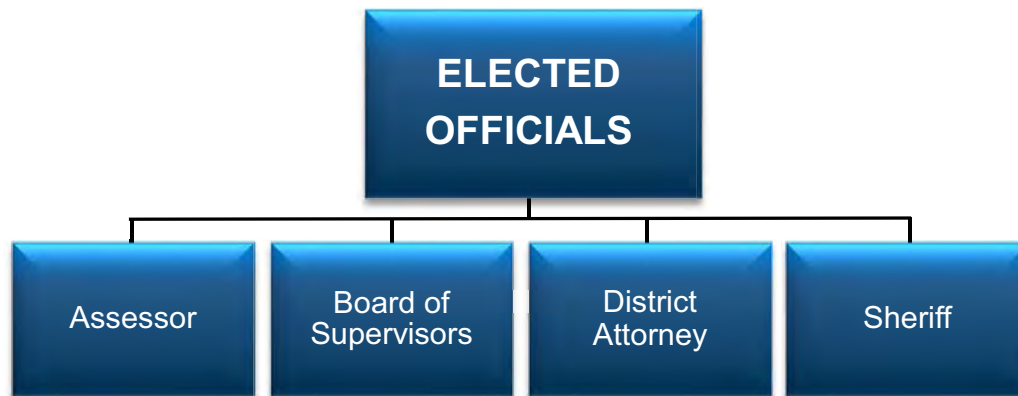 ELECTED
OFFICIALS
Assessor
Board of
Supervisors
District
Attorney
Sheriff